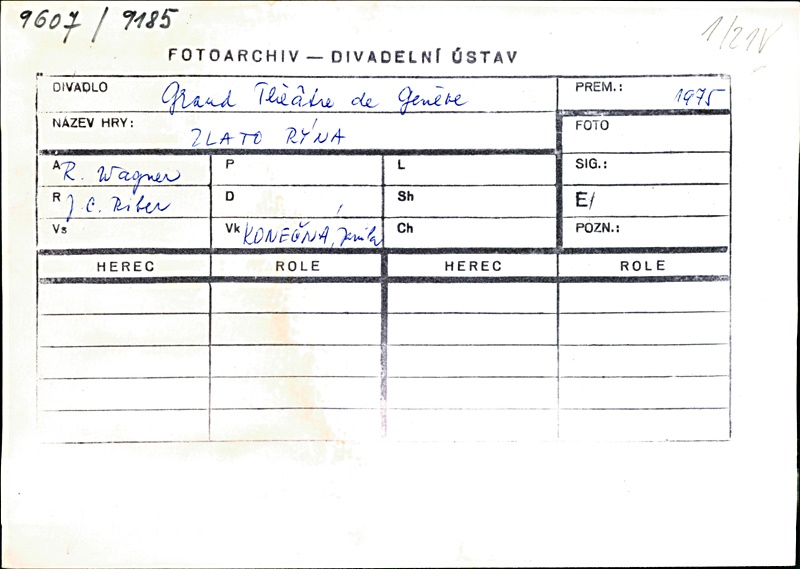 9607 / 9185
1/21V
FOTOARCHIV — DIVADELNÍ ÚSTAV
DIVADLO Grand Théâtre de Genève PREM.: 1975
NÁZEV HRY: ZLATO RÝNA FOTO
A R. Wagner P L SIG.:
R J. C. Riber D Sh E/
Vs Vk KONEČNÁ, Jarmila Ch POZN.:
HEREC ROLE HEREC ROLE